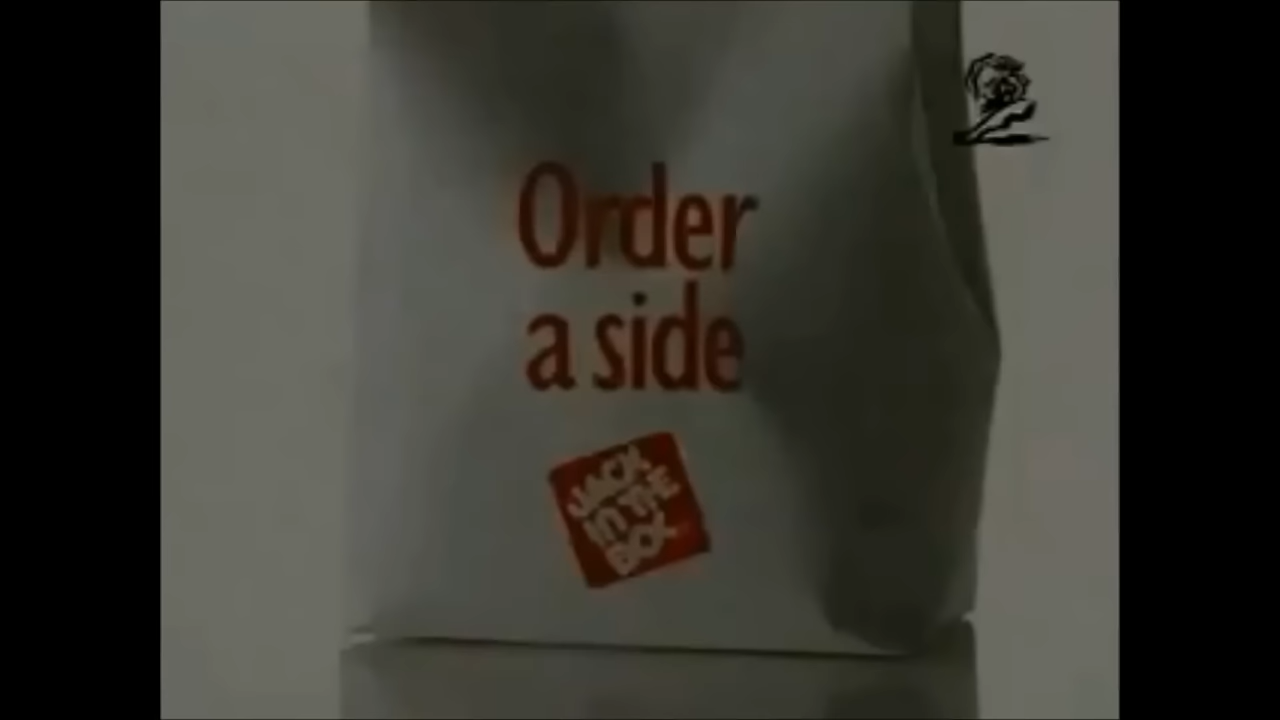 Order
a side
JACK
IN THE
BOX